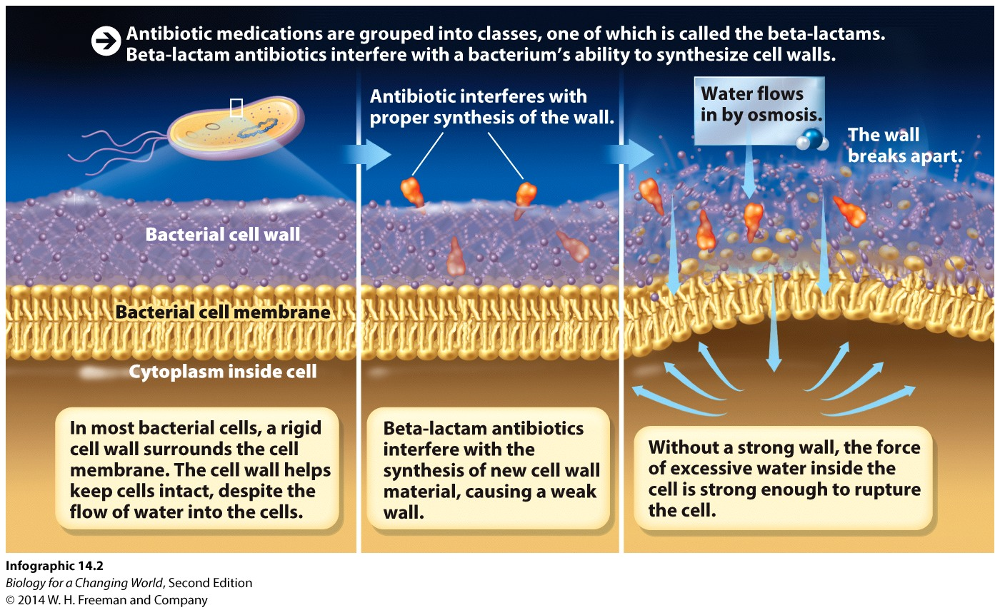 Antibiotic medications are grouped into classes, one of which is called the beta-lactams.
Beta-lactam antibiotics interfere with a bacterium’s ability to synthesize cell walls.
Antibiotic interferes with
proper synthesis of the wall.
Water flows
in by osmosis.
The wall
breaks apart.
Bacterial cell wall
Bacterial cell membrane
Cytoplasm inside cell
In most bacterial cells, a rigid
cell wall surrounds the cell
membrane. The cell wall helps
keep cells intact, despite the
flow of water into the cells.
Beta-lactam antibiotics
interfere with the
synthesis of new cell wall
material, causing a weak
wall.
Without a strong wall, the force
of excessive water inside the
cell is strong enough to rupture
the cell.
Infographic 14.2
Biology for a Changing World, Second Edition
© 2014 W. H. Freeman and Company